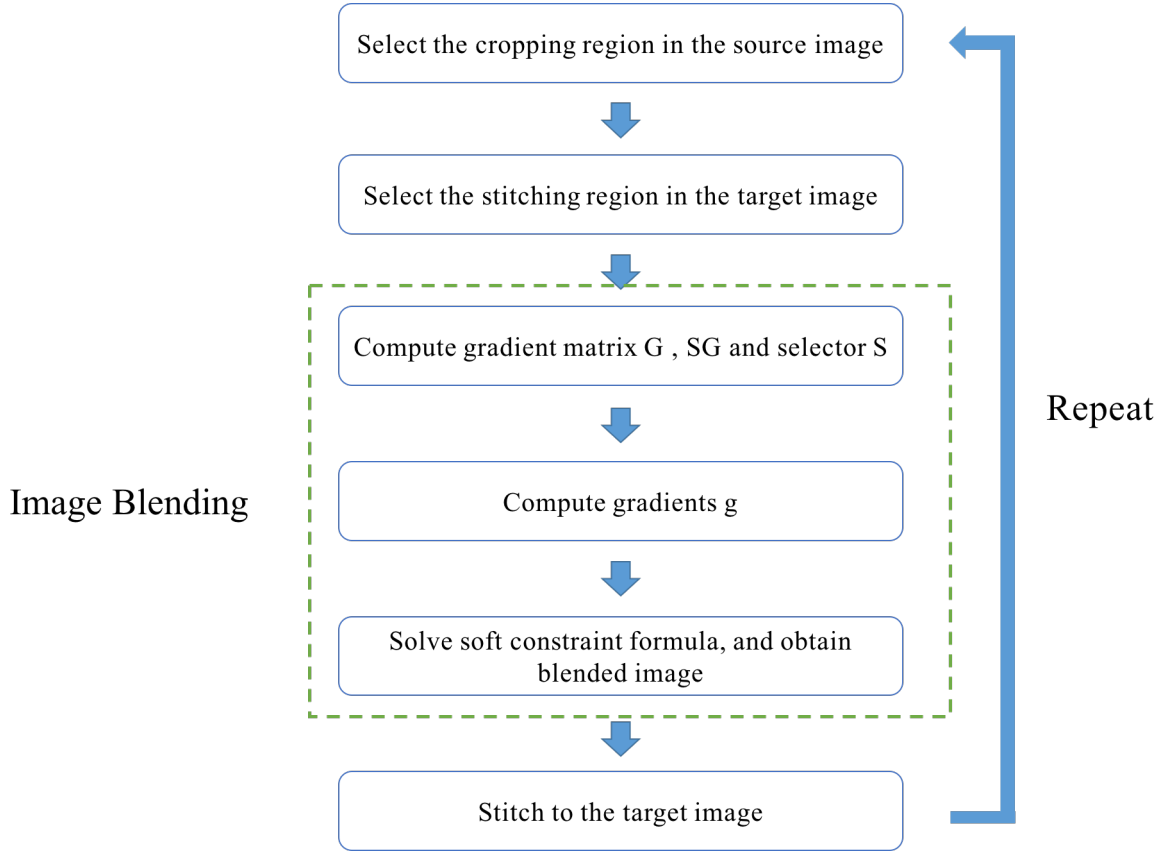 Select the cropping region in the source image
Select the stitching region in the target image
Compute gradient matrix G , SG and selector S
Repeat
Image Blending
Compute gradients g
Solve soft constraint formula, and obtain
blended image
Stitch to the target image